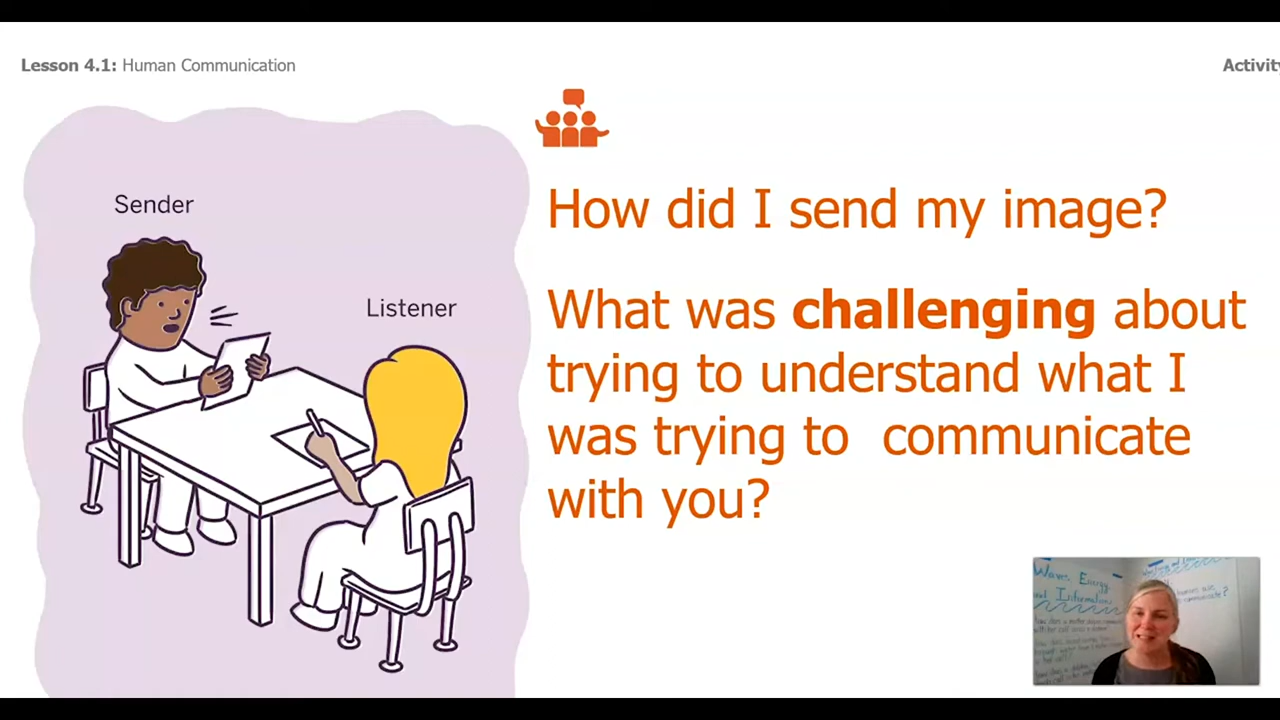 Lesson 4.1: Human Communication
Activity
Sender
Listener
How did I send my image?
What was challenging about
trying to understand what I
was trying to communicate
with you?
Waves, Energy,
and Information